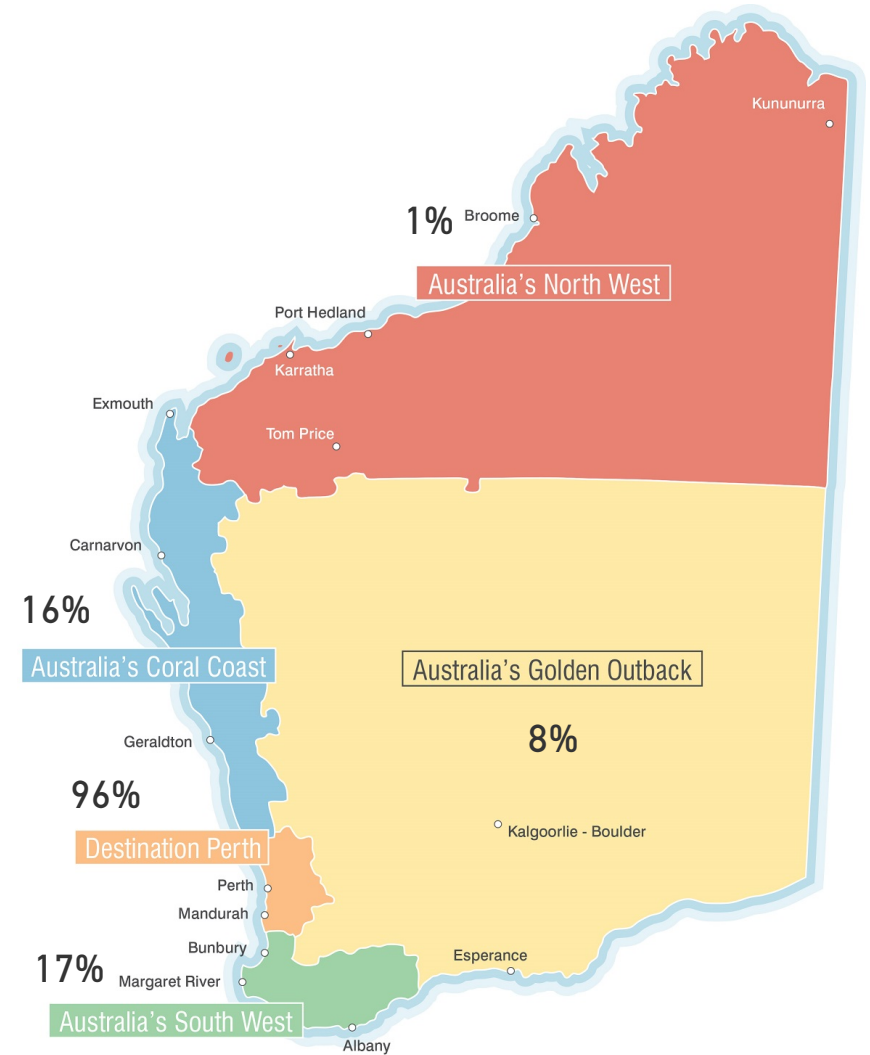 Kununurra
1% Broome
Australia's North West
Port Hedland
Karratha
Exmouth
Tom Price
Carnarvon
16%
Australia's Coral Coast
Australia's Golden Outback
8%
Geraldton
96%
Destination Perth
Kalgoorlie - Boulder
Perth
Mandurah
Bunbury
Esperance
17%
Margaret River
Australia's South West
Albany